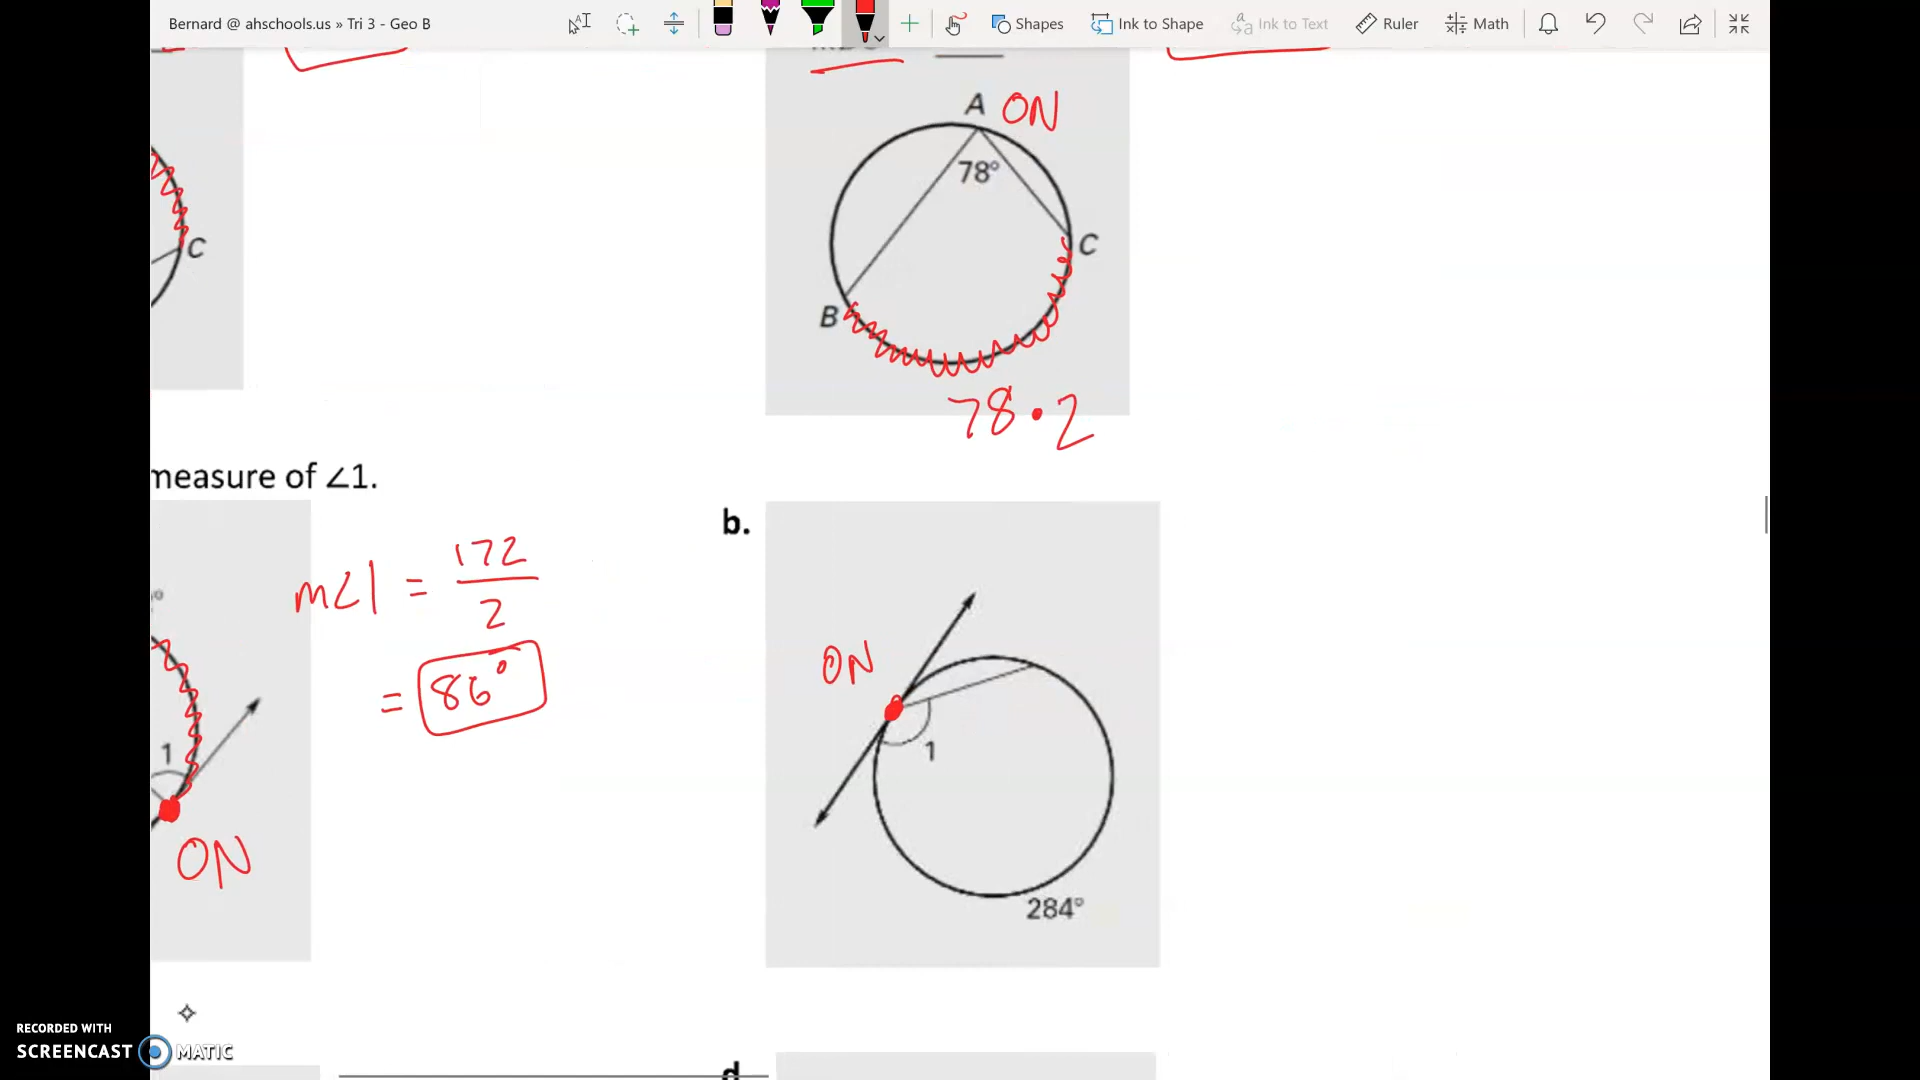 Bernard @ ahschools.us » Tri 3 - Geo B
Shapes
Ink to Shape
Ink to Text
Ruler
Math
A ON
78°
C
C
B
78 • 2
measure of ∠1.
b.
m∠1 = 172
2
= 86°
ON
1
1
ON
284°
d
RECORDED WITH
SCREENCAST MATIC